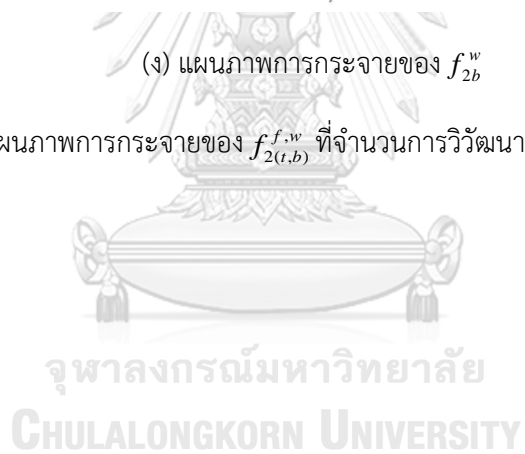 (ง) แผนภาพการกระจายของ f_{2b}^{w}
ผนภาพการกระจายของ f_{2(t,b)}^{f,w} ที่จำนวนการวิวัฒนา
จุฬาลงกรณ์มหาวิทยาลัย
CHULALONGKORN UNIVERSITY